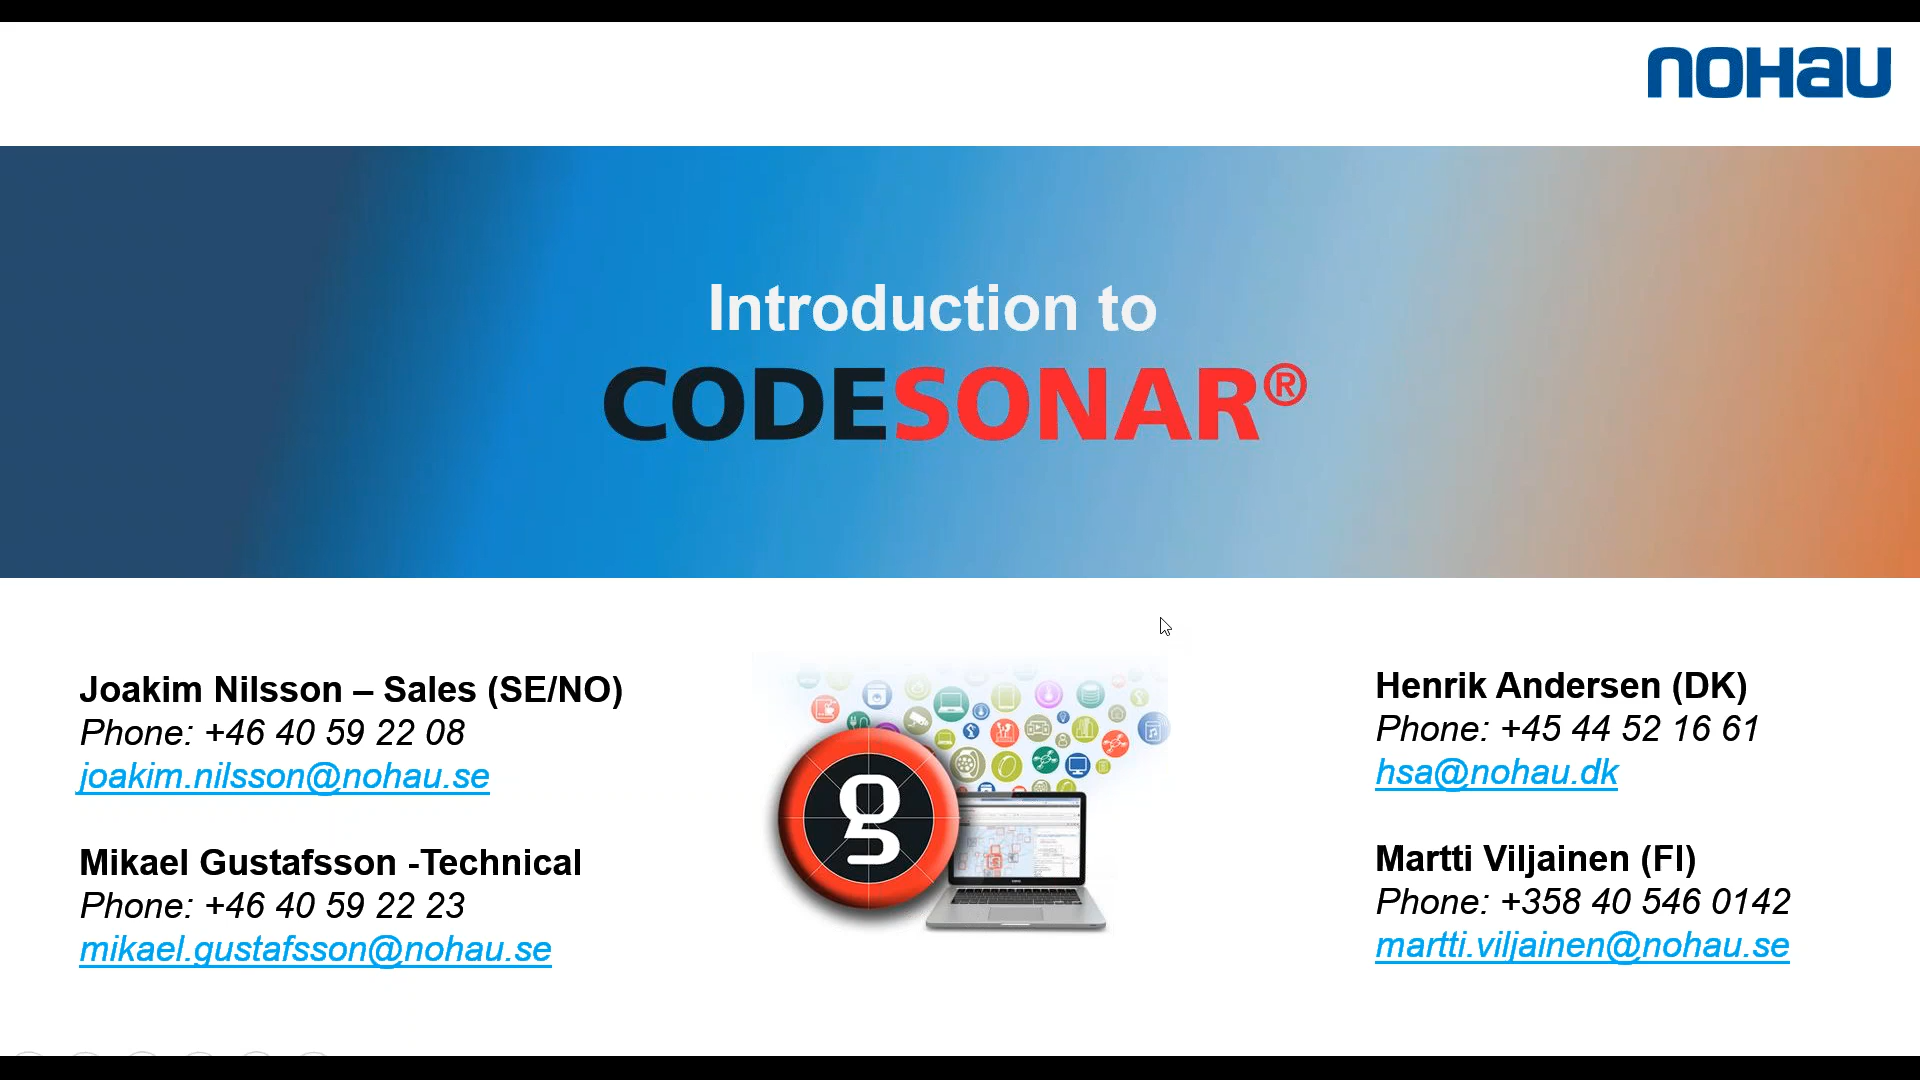 nOHaU
Introduction to
CODESONAR®
Joakim Nilsson – Sales (SE/NO)
Phone: +46 40 59 22 08
joakim.nilsson@nohau.se
Mikael Gustafsson -Technical
Phone: +46 40 59 22 23
mikael.gustafsson@nohau.se
g
Henrik Andersen (DK)
Phone: +45 44 52 16 61
hsa@nohau.dk
Martti Viljainen (FI)
Phone: +358 40 546 0142
martti.viljainen@nohau.se